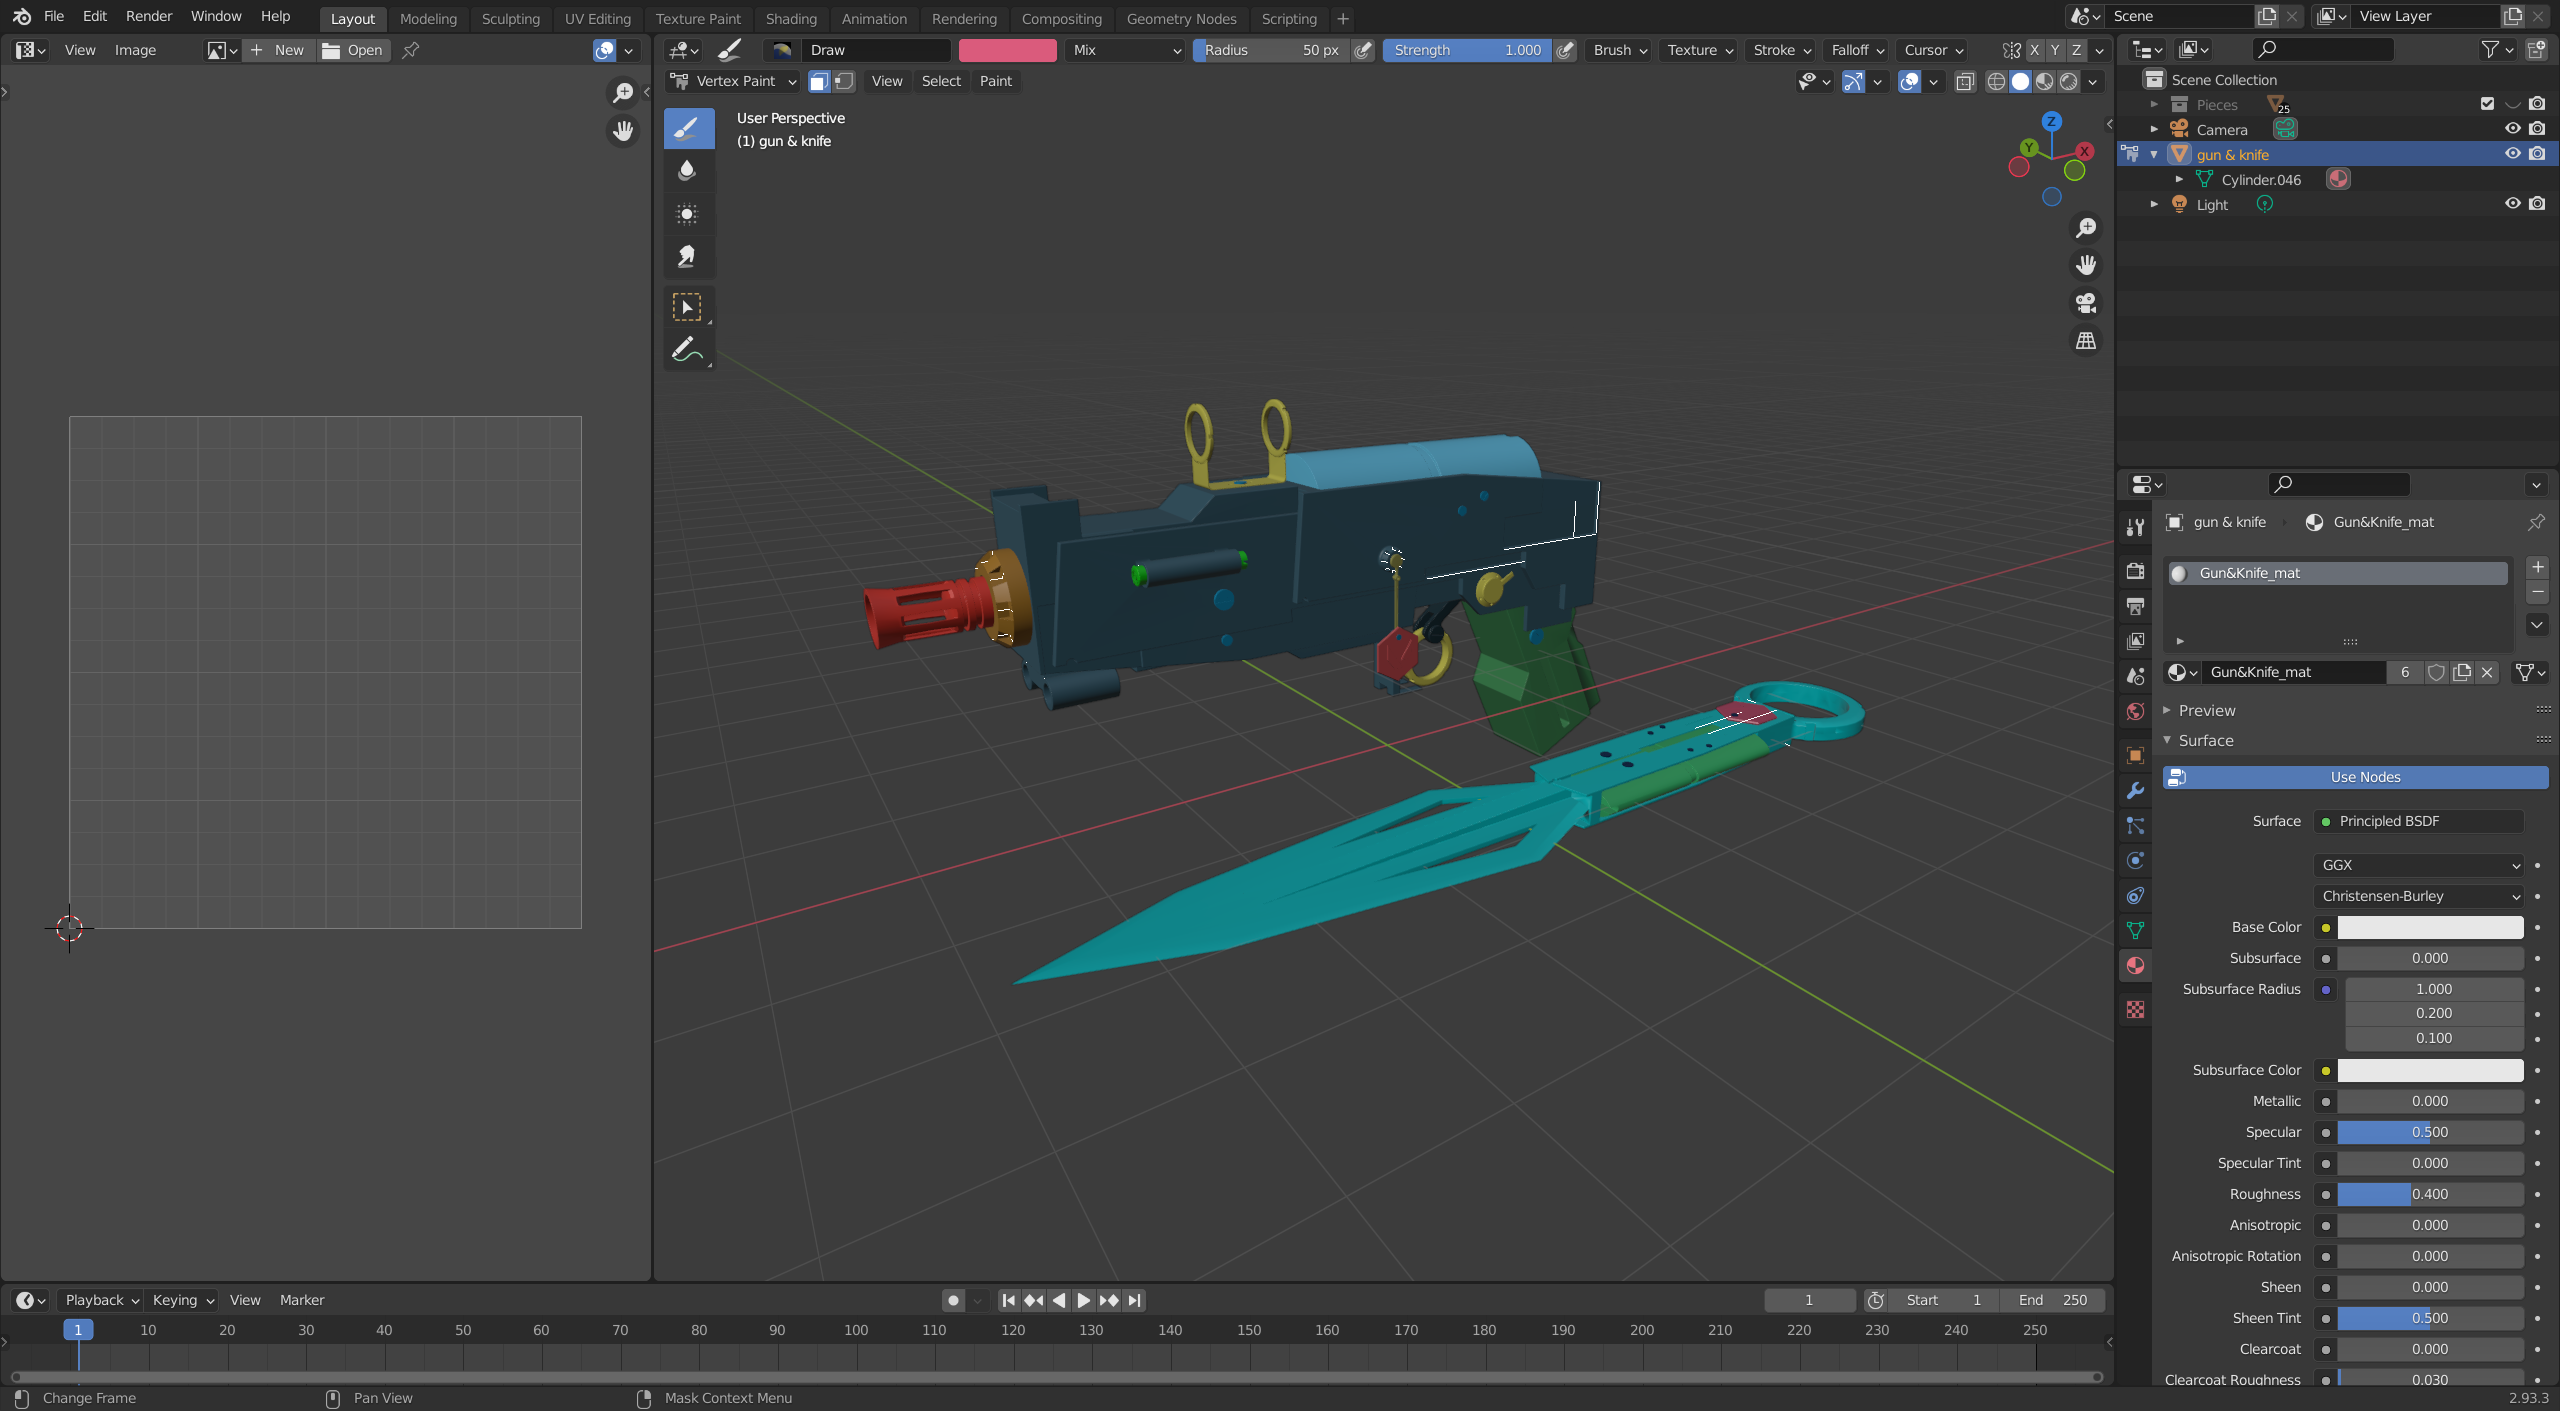 File Edit Render Window Help Layout Modeling Sculpting UV Editing Texture Paint Shading Animation Rendering Compositing Geometry Nodes Scripting + Scene View Layer
View Image + New Open
Draw Mix Radius 50 px Strength 1.000 Brush Texture Stroke Falloff Cursor X Y Z
Vertex Paint View Select Paint
User Perspective
(1) gun & knife
Z
Y
X
Scene Collection
Pieces 25
Camera
gun & knife
Cylinder.046
Light
gun & knife Gun&Knife_mat
Gun&Knife_mat
Gun&Knife_mat 6
Preview
Surface
Use Nodes
Surface Principled BSDF
GGX
Christensen-Burley
Base Color
Subsurface 0.000
Subsurface Radius 1.000
0.200
0.100
Subsurface Color
Metallic 0.000
Specular 0.500
Specular Tint 0.000
Roughness 0.400
Anisotropic 0.000
Anisotropic Rotation 0.000
Sheen 0.000
Sheen Tint 0.500
Clearcoat 0.000
Clearcoat Roughness 0.030
Playback Keying View Marker 1 Start 1 End 250
1 10 20 30 40 50 60 70 80 90 100 110 120 130 140 150 160 170 180 190 200 210 220 230 240 250
Change Frame Pan View Mask Context Menu 2.93.3